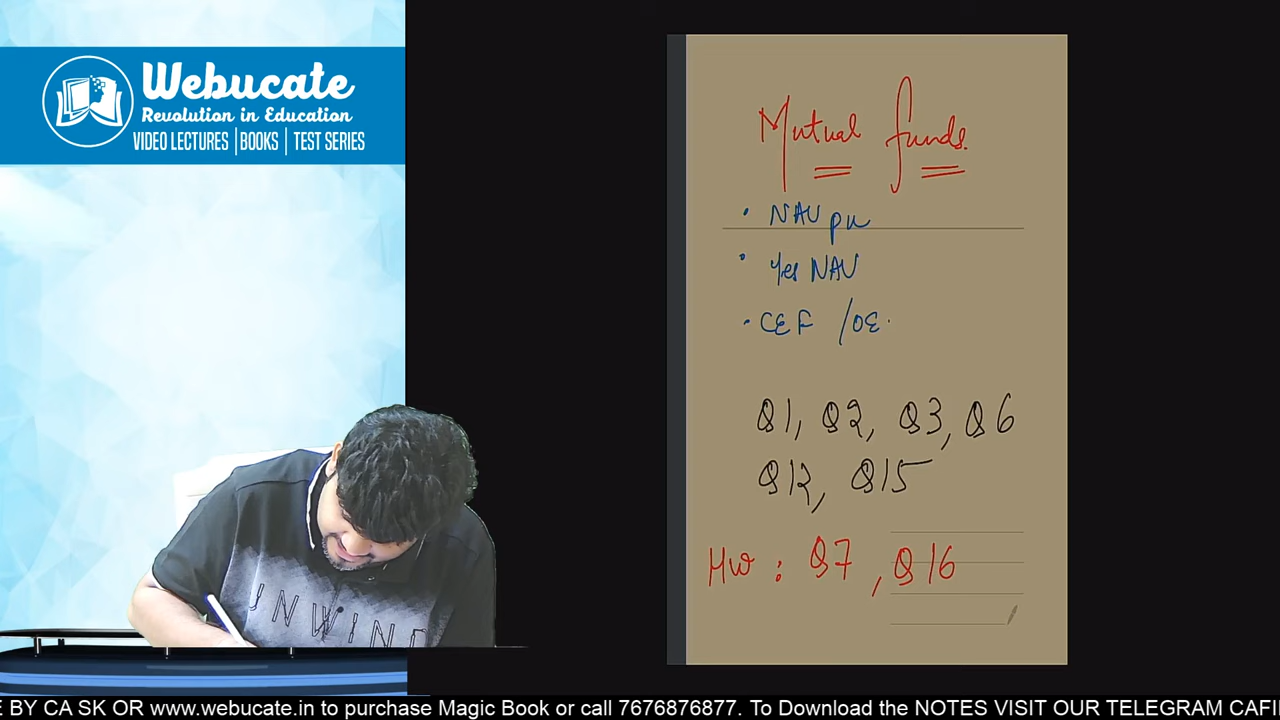 Webucate
Revolution in Education
VIDEO LECTURES | BOOKS | TEST SERIES
Mutual funds.
• NAV pu
• Yes NAV
• CEF /OE.
Q1, Q2, Q3, Q6
Q12, Q15
HW : Q7, Q16
UNWIND
E BY CA SK OR www.webucate.in to purchase Magic Book or call 7676876877. To Download the NOTES VISIT OUR TELEGRAM CAFI